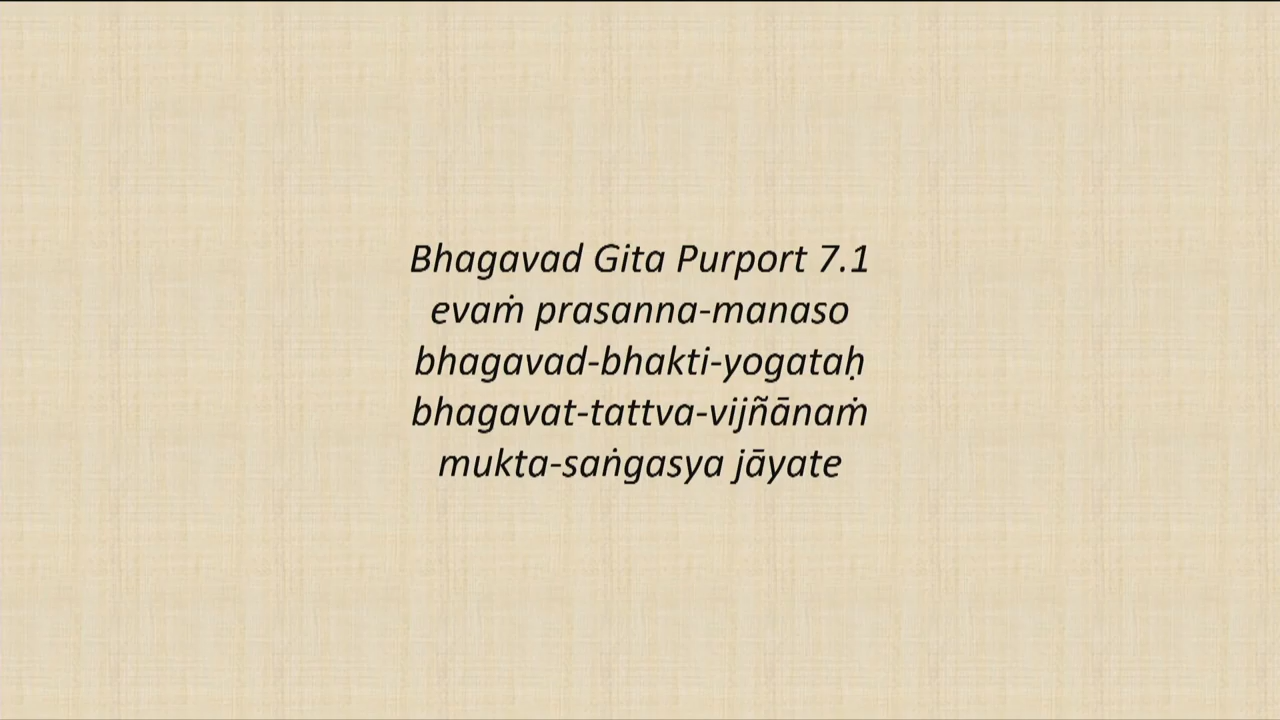 Bhagavad Gita Purport 7.1
evaṁ prasanna-manaso
bhagavad-bhakti-yogataḥ
bhagavat-tattva-vijñānaṁ
mukta-saṅgasya jāyate